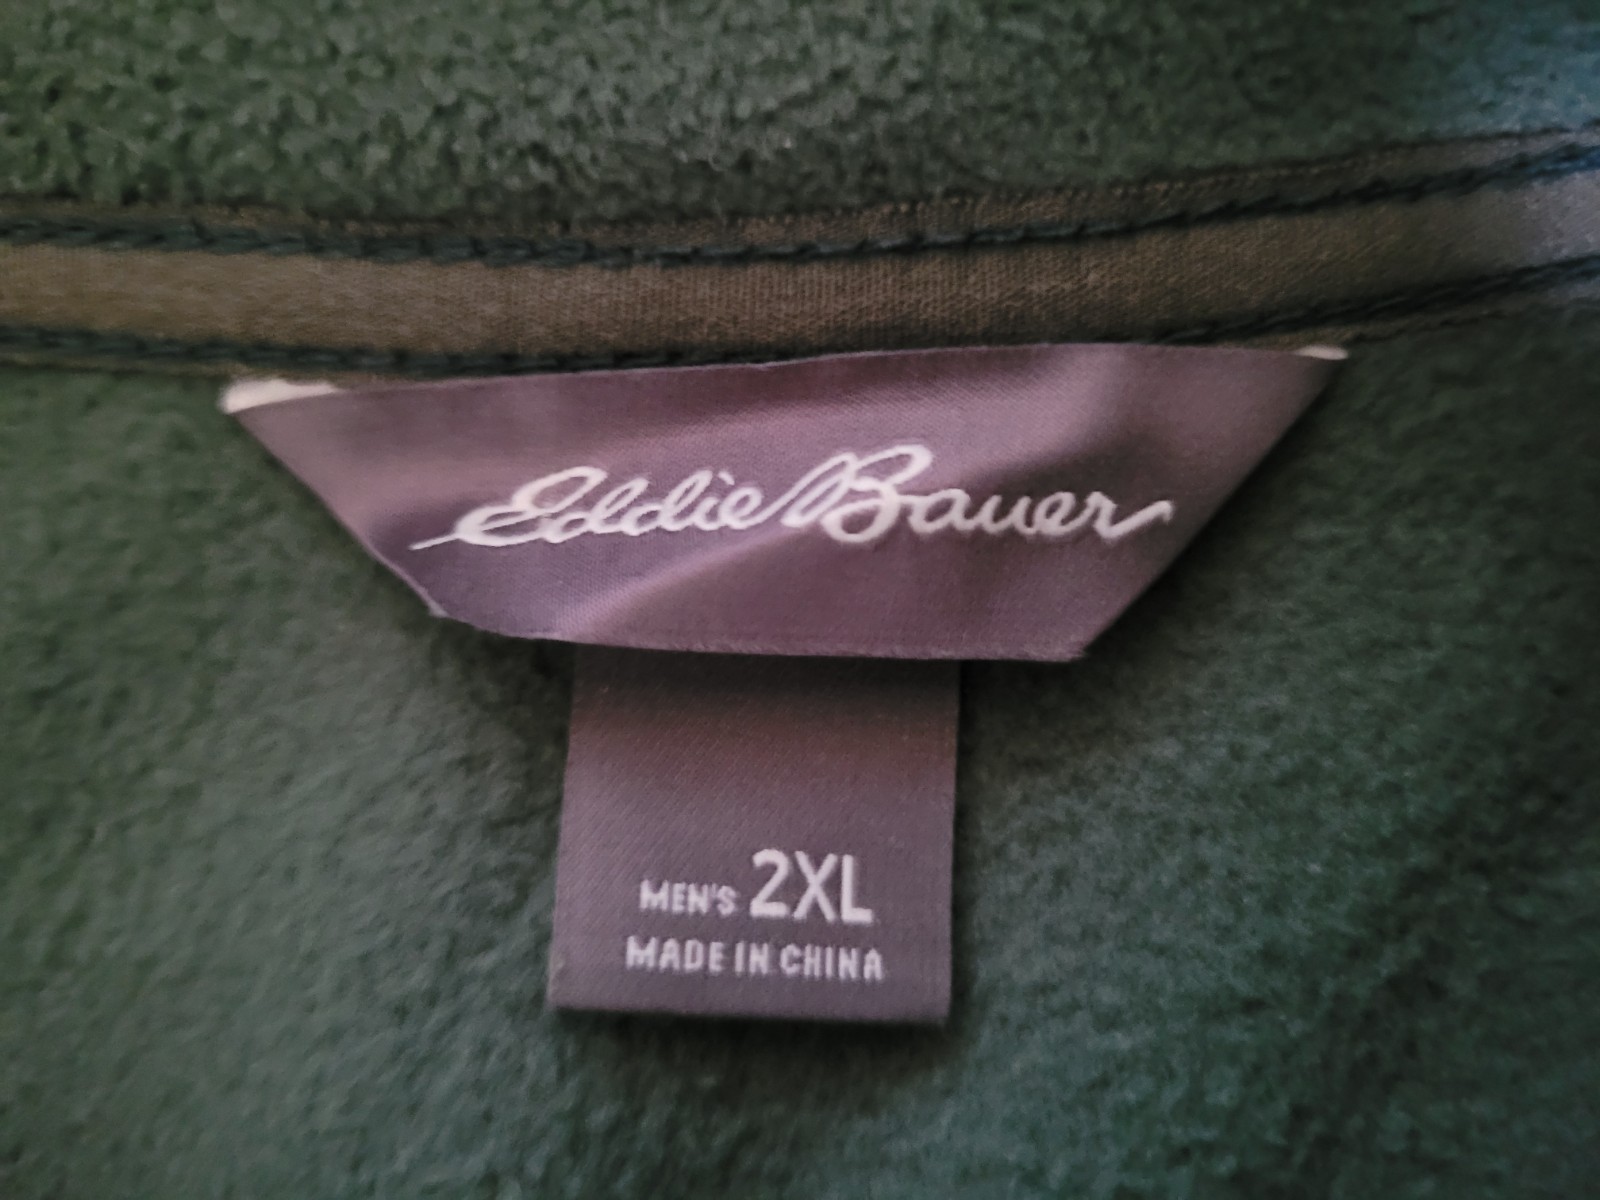 Eddie Bauer
MEN'S 2XL
MADE IN CHINA